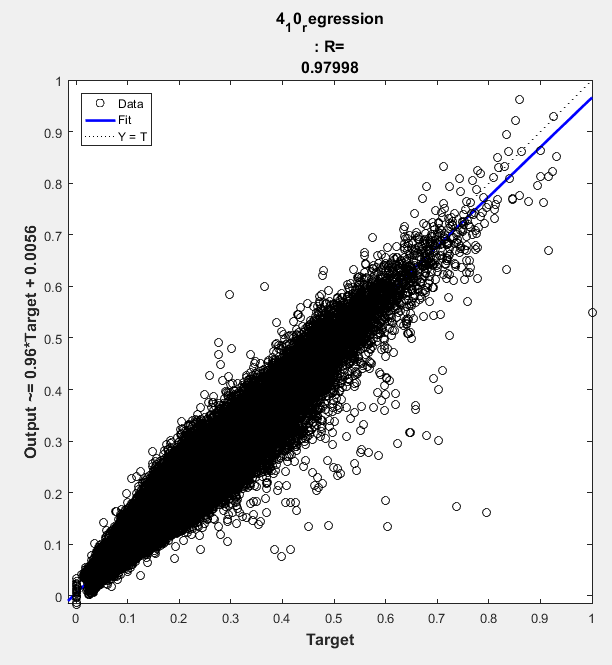 4₁0ᵣegression
: R=
0.97998
Data
Fit
Y = T
Output ~= 0.96*Target + 0.0056
1
0.9
0.8
0.7
0.6
0.5
0.4
0.3
0.2
0.1
0
0 0.1 0.2 0.3 0.4 0.5 0.6 0.7 0.8 0.9 1
Target